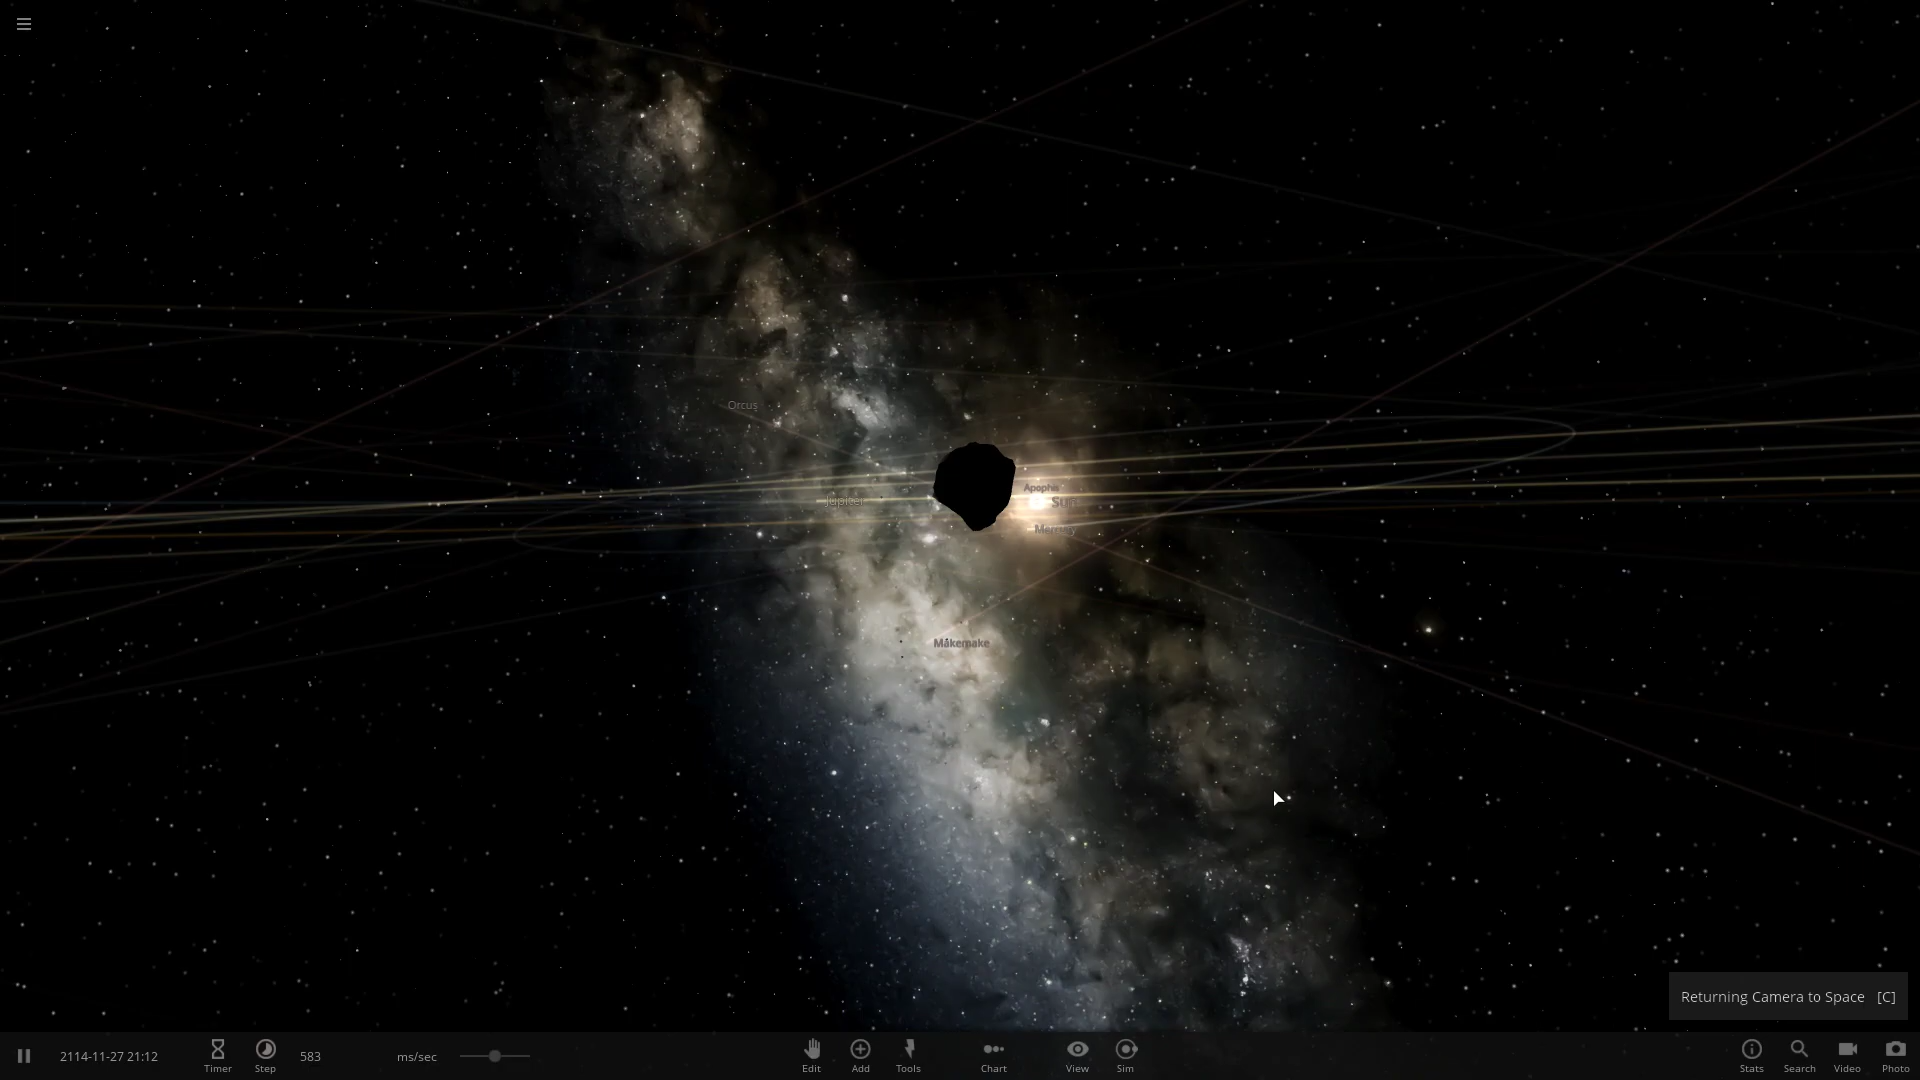 Orcus
Jupiter
Apophis
Sun
Mercury
Makemake
Returning Camera to Space [C]
2114-11-27 21:12
Timer
Step
583
ms/sec
Edit
Add
Tools
Chart
View
Sim
Stats
Search
Video
Photo